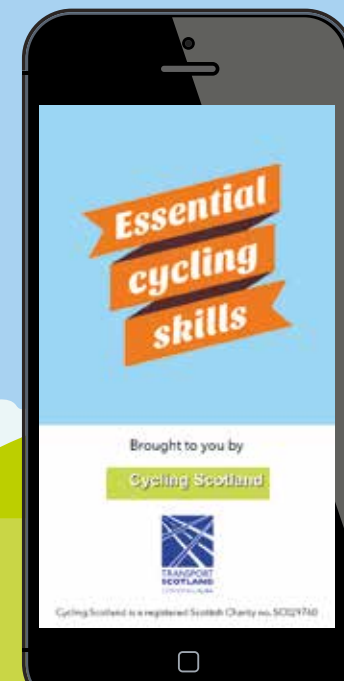 Essential
cycling
skills
Brought to you by
Cycling Scotland
TRANSPORT
SCOTLAND
Cycling Scotland is a registered Scottish Charity no. SC029760